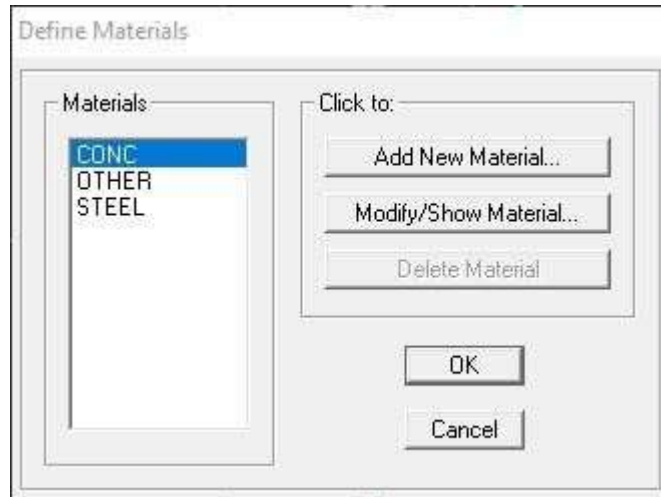 Define Materials
Materials
CONC
OTHER
STEEL
Click to:
Add New Material...
Modify/Show Material...
Delete Material
OK
Cancel